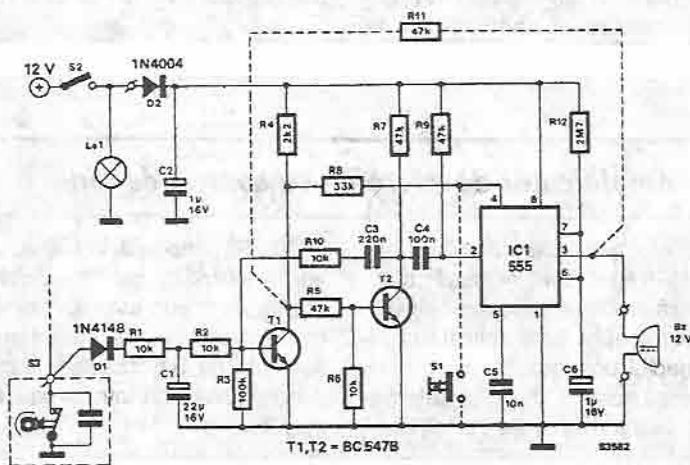 R11
47k
12 V
S2
1N4004
D2
R4
2k2
R7
47k
R9
47k
R12
2M7
La1
C2
1µ
16V
R8
33k
4
8
R10
10k
C3
220n
C4
100n
2
IC1
555
7
3
6
5
1
R5
47k
T2
T1
1N4148
D1
R1
10k
R2
10k
S3
C1
22µ
16V
R3
100k
R6
10k
S1
C5
10n
C6
1µ
16V
Bz
12 V
T1,T2 = BC547B
83582